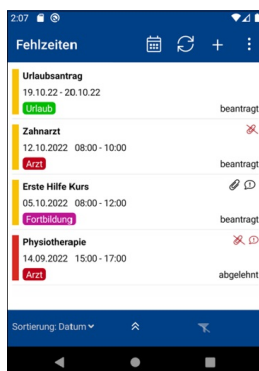 2:07
Fehlzeiten
Urlaubsantrag
19.10.22 - 20.10.22
Urlaub
beantragt
Zahnarzt
12.10.2022 08:00 - 10:00
Arzt
beantragt
Erste Hilfe Kurs
05.10.2022 08:00 - 12:00
Fortbildung
beantragt
Physiotherapie
14.09.2022 15:00 - 17:00
Arzt
abgelehnt
Sortierung: Datum